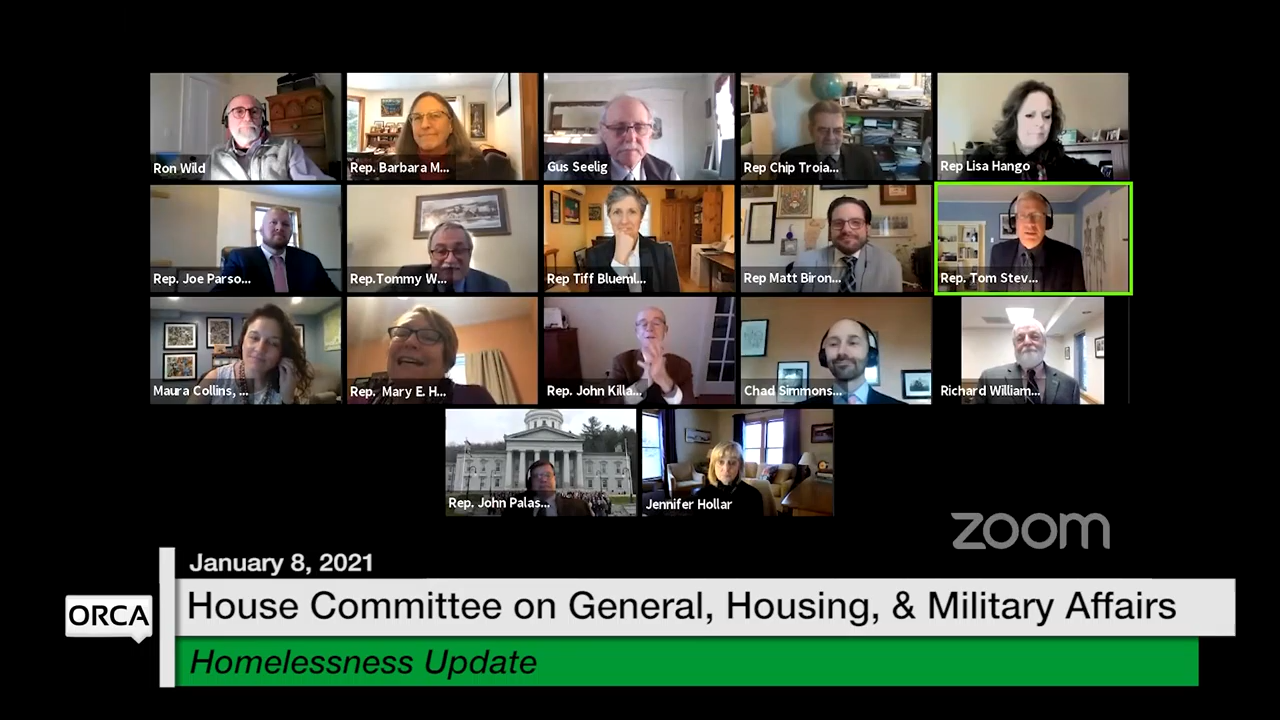 Ron Wild
Rep. Barbara M...
Gus Seelig
Rep Chip Troia...
Rep Lisa Hango
Rep. Joe Parso...
Rep.Tommy W...
Rep Tiff Blueml...
Rep Matt Biron...
Rep. Tom Stev...
Maura Collins, ...
Rep. Mary E. H...
Rep. John Killa...
Chad Simmons...
Richard William...
Rep. John Palas...
Jennifer Hollar
zoom
January 8, 2021
ORCA
House Committee on General, Housing, & Military Affairs
Homelessness Update